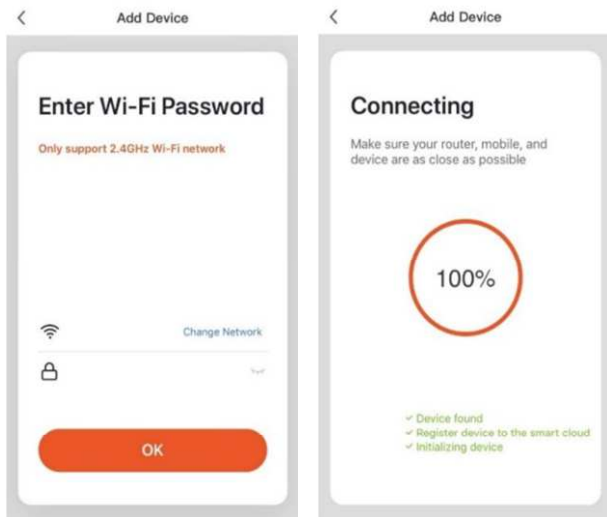 Add Device
Enter Wi-Fi Password
Only support 2.4GHz Wi-Fi network
Change Network
OK
Add Device
Connecting
Make sure your router, mobile, and
device are as close as possible
100%
Device found
Register device to the smart cloud
Initializing device